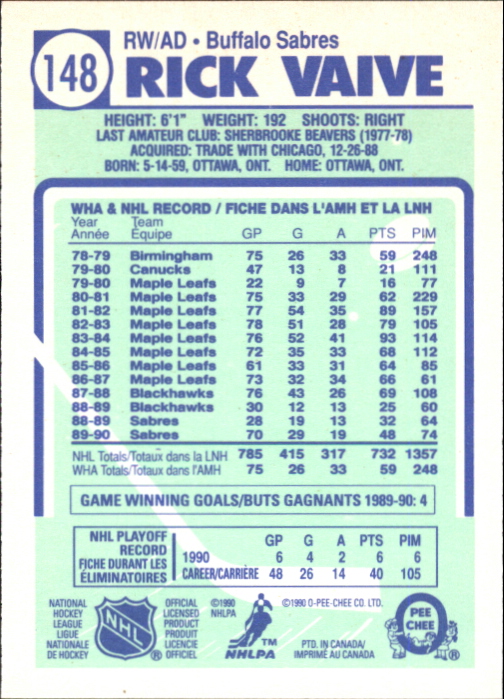 148
RW/AD • Buffalo Sabres
RICK VAIVE
HEIGHT: 6'1" WEIGHT: 192 SHOOTS: RIGHT
LAST AMATEUR CLUB: SHERBROOKE BEAVERS (1977-78)
ACQUIRED: TRADE WITH CHICAGO, 12-26-88
BORN: 5-14-59, OTTAWA, ONT. HOME: OTTAWA, ONT.
WHA & NHL RECORD / FICHE DANS L'AMH ET LA LNH
Year Team
Année Équipe GP G A PTS PIM
78-79 Birmingham 75 26 33 59 248
79-80 Canucks 47 13 8 21 111
79-80 Maple Leafs 22 9 7 16 77
80-81 Maple Leafs 75 33 29 62 229
81-82 Maple Leafs 77 54 35 89 157
82-83 Maple Leafs 78 51 28 79 105
83-84 Maple Leafs 76 52 41 93 114
84-85 Maple Leafs 72 35 33 68 112
85-86 Maple Leafs 61 33 31 64 85
86-87 Maple Leafs 73 32 34 66 61
87-88 Blackhawks 76 43 26 69 108
88-89 Blackhawks 30 12 13 25 60
88-89 Sabres 28 19 13 32 64
89-90 Sabres 70 29 19 48 74
NHL Totals/Totaux dans la LNH 785 415 317 732 1357
WHA Totals/Totaux dans l'AMH 75 26 33 59 248
GAME WINNING GOALS/BUTS GAGNANTS 1989-90: 4
NHL PLAYOFF
RECORD
FICHE DURANT LES
ÉLIMINATOIRES
GP G A PTS PIM
1990 6 4 2 6 6
CAREER/CARRIÈRE 48 26 14 40 105
NATIONAL
HOCKEY
LEAGUE
LIGUE
NATIONALE
DE HOCKEY
NHL
®
OFFICIAL
LICENSED
PRODUCT
PRODUIT
LICENCIE
OFFICIEL
©1990
NHLPA
TM
NHLPA
©1990 O-PEE-CHEE CO. LTD.
PTD. IN CANADA/
IMPRIMÉ AU CANADA
PEE
CHEE
®